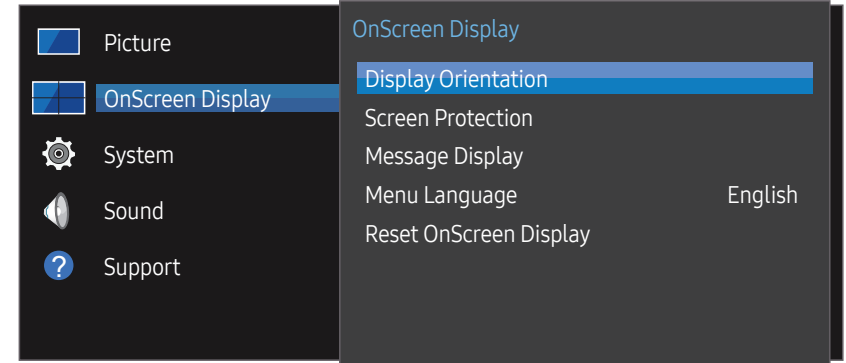 Picture
OnScreen Display
System
Sound
?
Support
OnScreen Display
Display Orientation
Screen Protection
Message Display
Menu Language English
Reset OnScreen Display